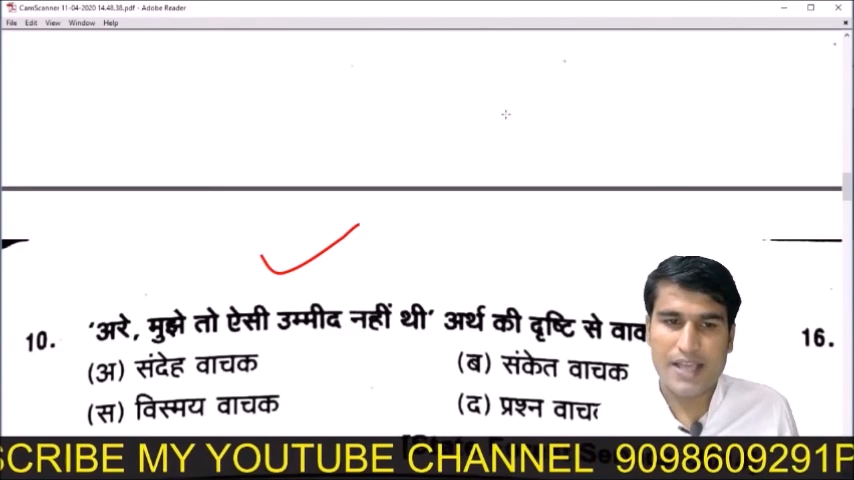 CamScanner 11-04-2020 14.48.38.pdf - Adobe Reader
File Edit View Window Help
10. 'अरे, मुझे तो ऐसी उम्मीद नहीं थी' अर्थ की दृष्टि से
16.
(अ) संदेह वाचक (ब) संकेत वाचक
(स) विस्मय वाचक (द) प्रश्न
SCRIBE MY YOUTUBE CHANNEL 9098609291P